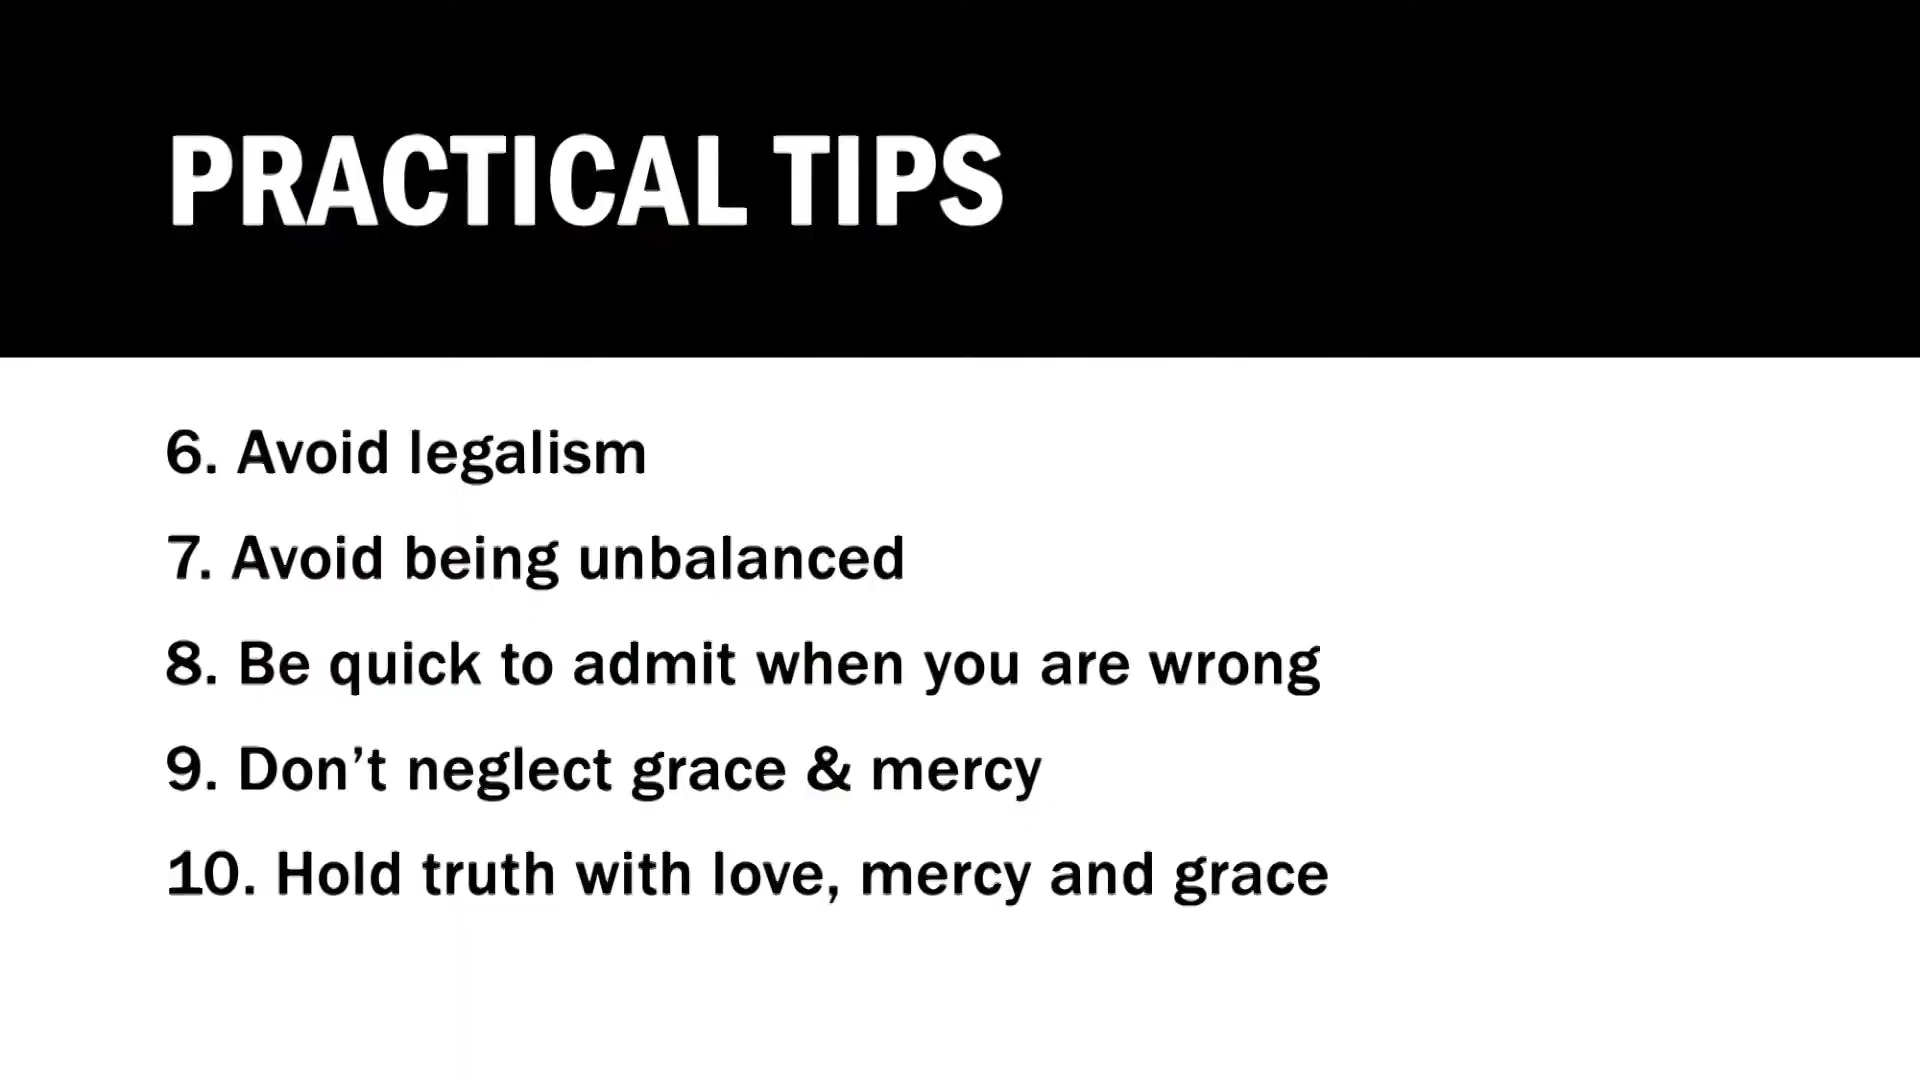 PRACTICAL TIPS
6. Avoid legalism
7. Avoid being unbalanced
8. Be quick to admit when you are wrong
9. Don’t neglect grace & mercy
10. Hold truth with love, mercy and grace